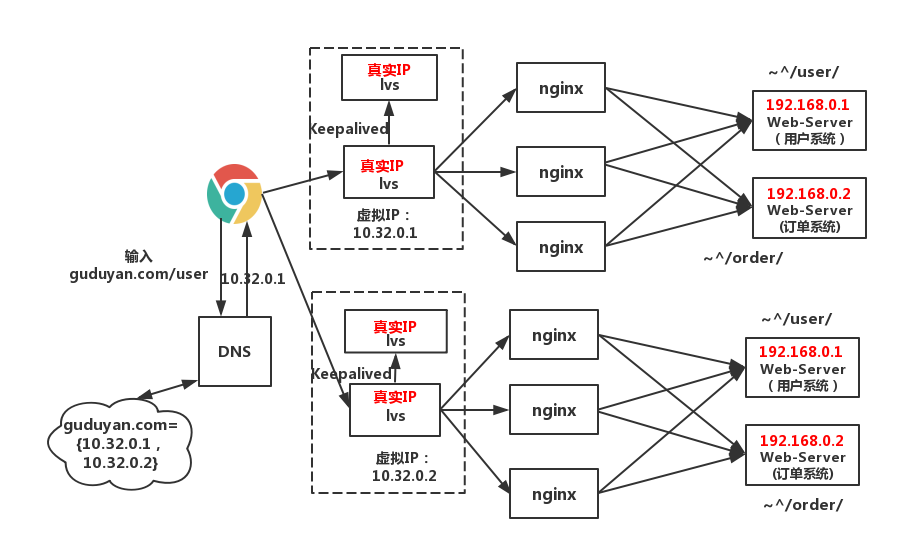 输入
guduyan.com/user
10.32.0.1
DNS
guduyan.com=
{10.32.0.1 ,
10.32.0.2}
真实IP
lvs
Keepalived
真实IP
lvs
虚拟IP：
10.32.0.1
nginx
nginx
nginx
~^/user/
192.168.0.1
Web-Server
( 用户系统 )
192.168.0.2
Web-Server
(订单系统)
~^/order/
真实IP
lvs
Keepalived
真实IP
lvs
虚拟IP：
10.32.0.2
nginx
nginx
nginx
~^/user/
192.168.0.1
Web-Server
( 用户系统 )
192.168.0.2
Web-Server
(订单系统)
~^/order/